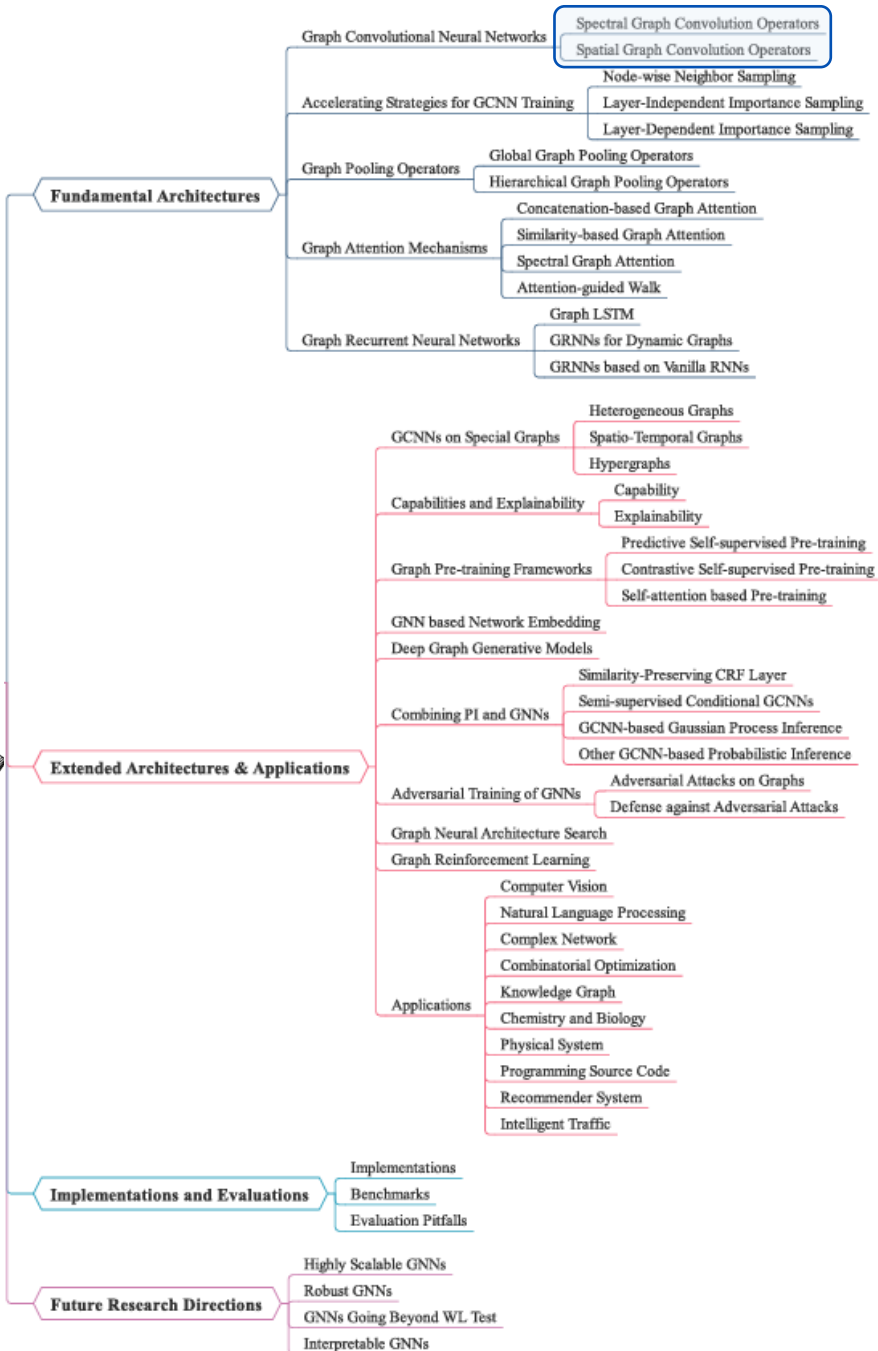 Graph Convolutional Neural Networks
Spectral Graph Convolution Operators
Spatial Graph Convolution Operators
Accelerating Strategies for GCNN Training
Node-wise Neighbor Sampling
Layer-Independent Importance Sampling
Layer-Dependent Importance Sampling
Fundamental Architectures
Graph Pooling Operators
Global Graph Pooling Operators
Hierarchical Graph Pooling Operators
Graph Attention Mechanisms
Concatenation-based Graph Attention
Similarity-based Graph Attention
Spectral Graph Attention
Attention-guided Walk
Graph Recurrent Neural Networks
Graph LSTM
GRNNs for Dynamic Graphs
GRNNs based on Vanilla RNNs
GCNNs on Special Graphs
Heterogeneous Graphs
Spatio-Temporal Graphs
Hypergraphs
Capabilities and Explainability
Capability
Explainability
Graph Pre-training Frameworks
Predictive Self-supervised Pre-training
Contrastive Self-supervised Pre-training
Self-attention based Pre-training
GNN based Network Embedding
Deep Graph Generative Models
Combining PI and GNNs
Similarity-Preserving CRF Layer
Semi-supervised Conditional GCNNs
GCNN-based Gaussian Process Inference
Other GCNN-based Probabilistic Inference
Extended Architectures & Applications
Adversarial Training of GNNs
Adversarial Attacks on Graphs
Defense against Adversarial Attacks
Graph Neural Architecture Search
Graph Reinforcement Learning
Applications
Computer Vision
Natural Language Processing
Complex Network
Combinatorial Optimization
Knowledge Graph
Chemistry and Biology
Physical System
Programming Source Code
Recommender System
Intelligent Traffic
Implementations and Evaluations
Implementations
Benchmarks
Evaluation Pitfalls
Future Research Directions
Highly Scalable GNNs
Robust GNNs
GNNs Going Beyond WL Test
Interpretable GNNs